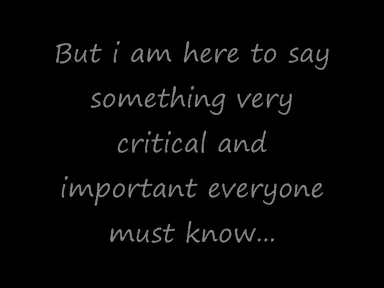 But i am here to say
something very
critical and
important everyone
must know...